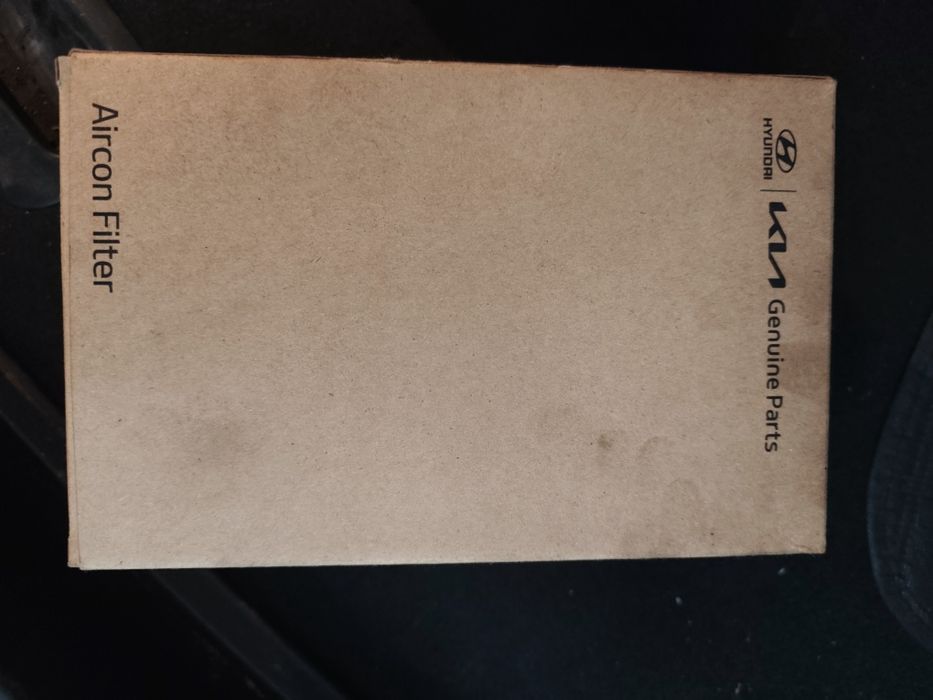 HYUNDAI | KIA Genuine Parts
Aircon Filter